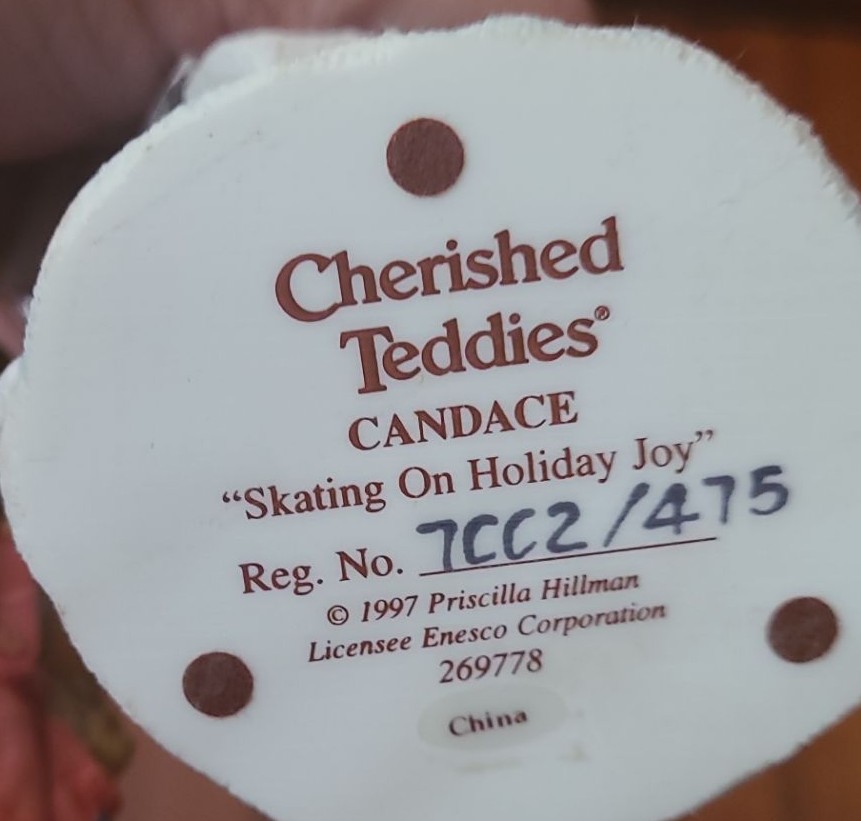 Cherished
Teddies®
CANDACE
“Skating On Holiday Joy”
Reg. No. 7CC2/475
© 1997 Priscilla Hillman
Licensee Enesco Corporation
269778
China